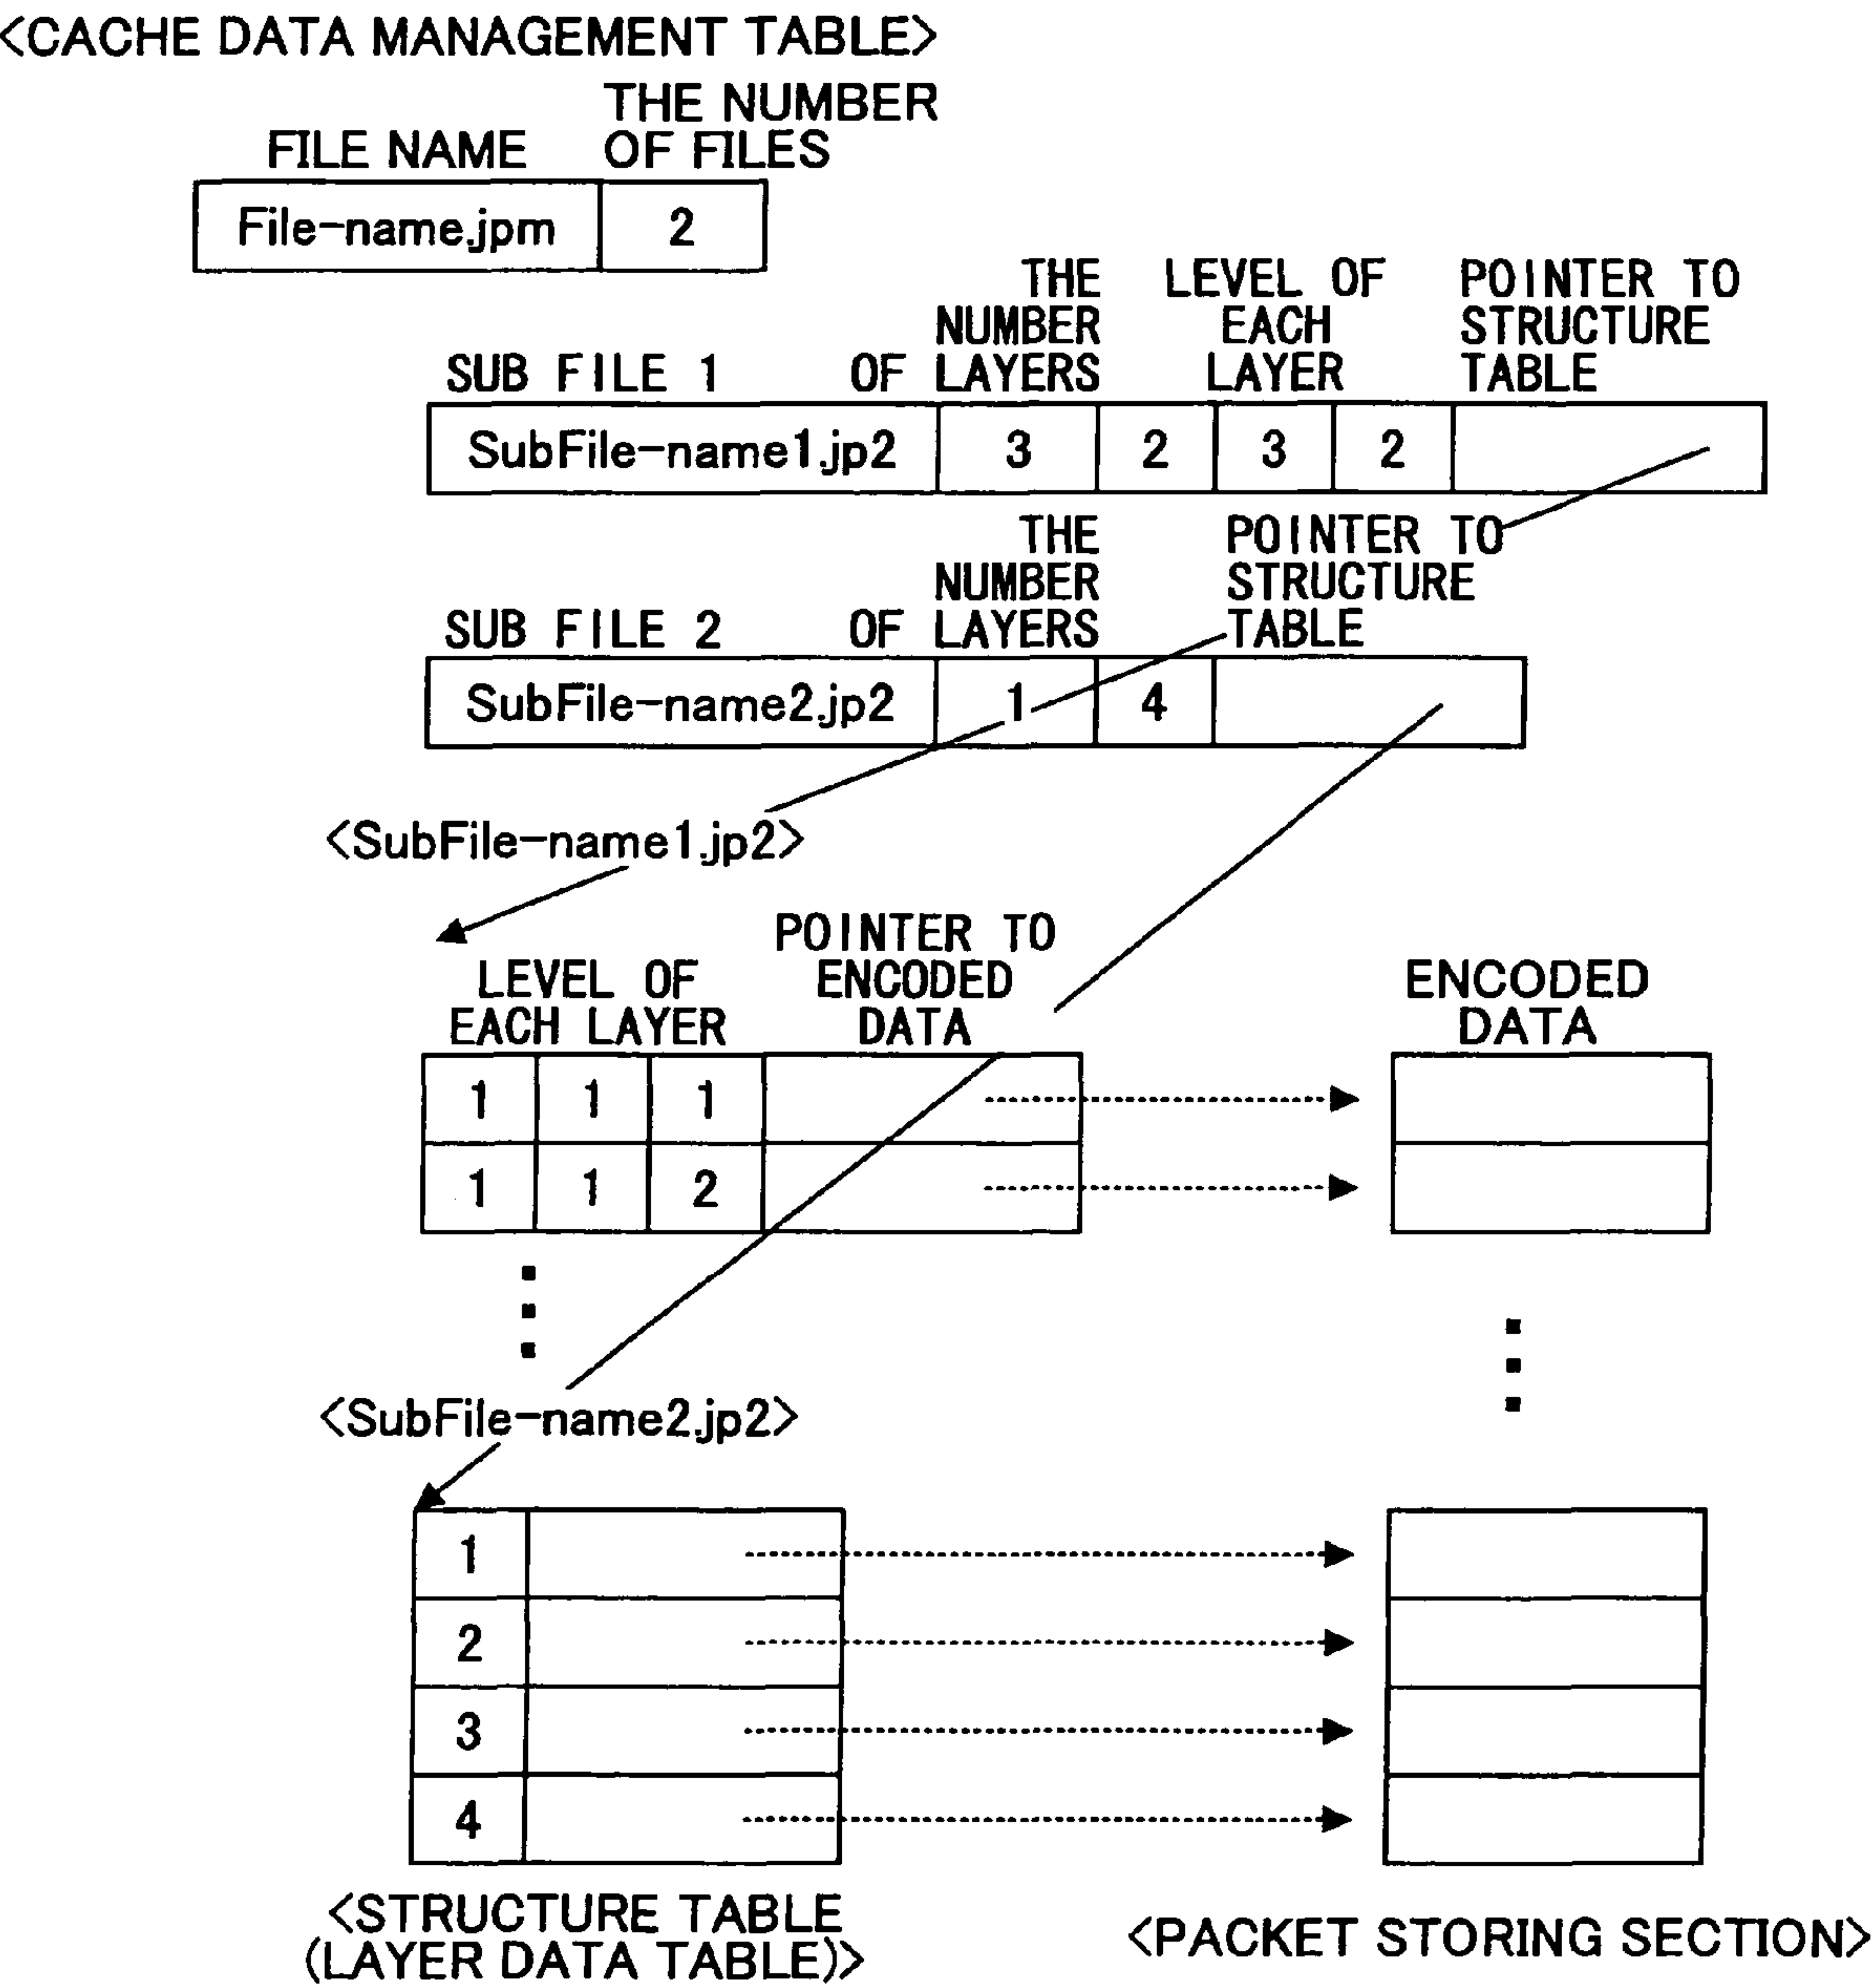 <CACHE DATA MANAGEMENT TABLE>
FILE NAME
THE NUMBER
OF FILES
File-name.jpm 2
SUB FILE 1
THE
NUMBER
OF LAYERS
LEVEL OF
EACH
LAYER
POINTER TO
STRUCTURE
TABLE
SubFile-name1.jp2 3 2 3 2
SUB FILE 2
THE
NUMBER
OF LAYERS
POINTER TO
STRUCTURE
TABLE
SubFile-name2.jp2 1 4
<SubFile-name1.jp2>
LEVEL OF
EACH LAYER
POINTER TO
ENCODED
DATA
ENCODED
DATA
1 1 1
1 1 2
<SubFile-name2.jp2>
1
2
3
4
<STRUCTURE TABLE
(LAYER DATA TABLE)>
<PACKET STORING SECTION>